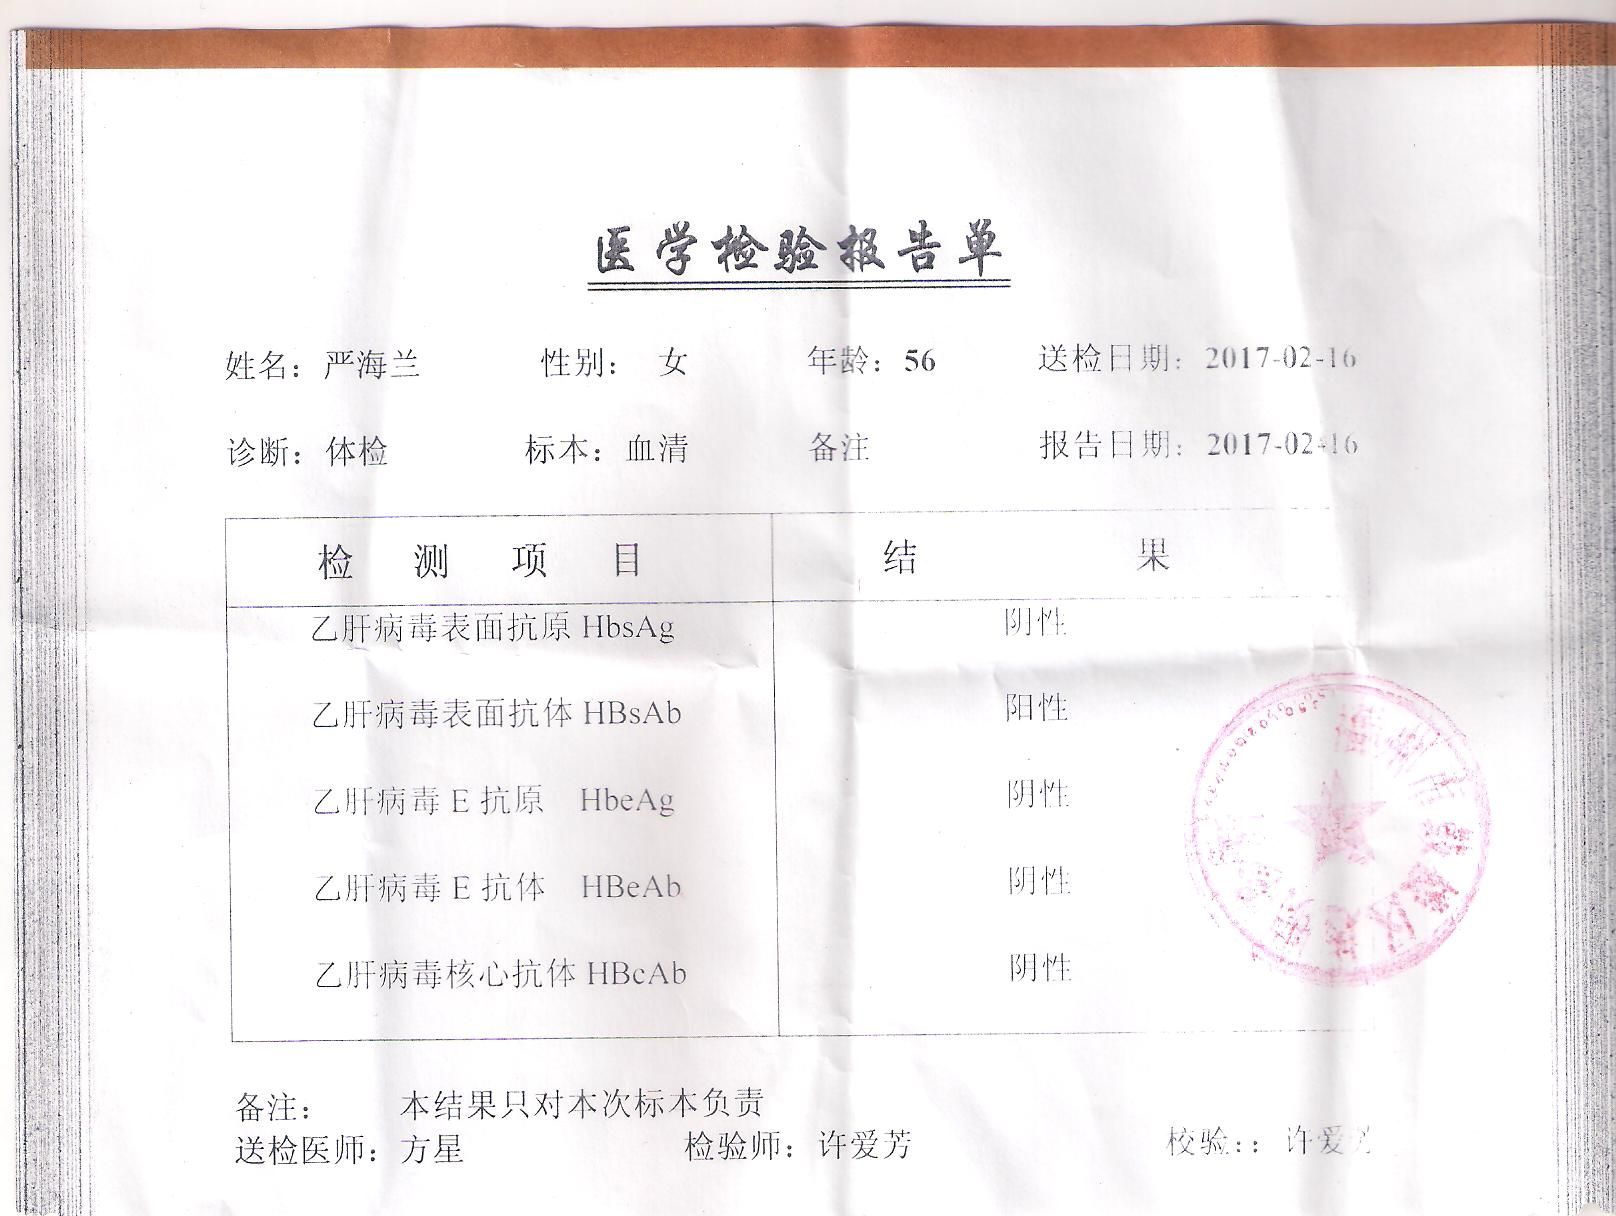 医学检验报告单
姓名：严海兰 性别： 女 年龄：56 送检日期：2017-02-16
诊断：体检 标本：血清 备注 报告日期：2017-02-16
检 测 项 目 结 果
乙肝病毒表面抗原 HbsAg 阴性
乙肝病毒表面抗体 HBsAb 阳性
乙肝病毒 E 抗原 HbeAg 阴性
乙肝病毒 E 抗体 HBeAb 阴性
乙肝病毒核心抗体 HBcAb 阴性
备注： 本结果只对本次标本负责
送检医师：方星 检验师：许爱芳 校验:：许爱芳